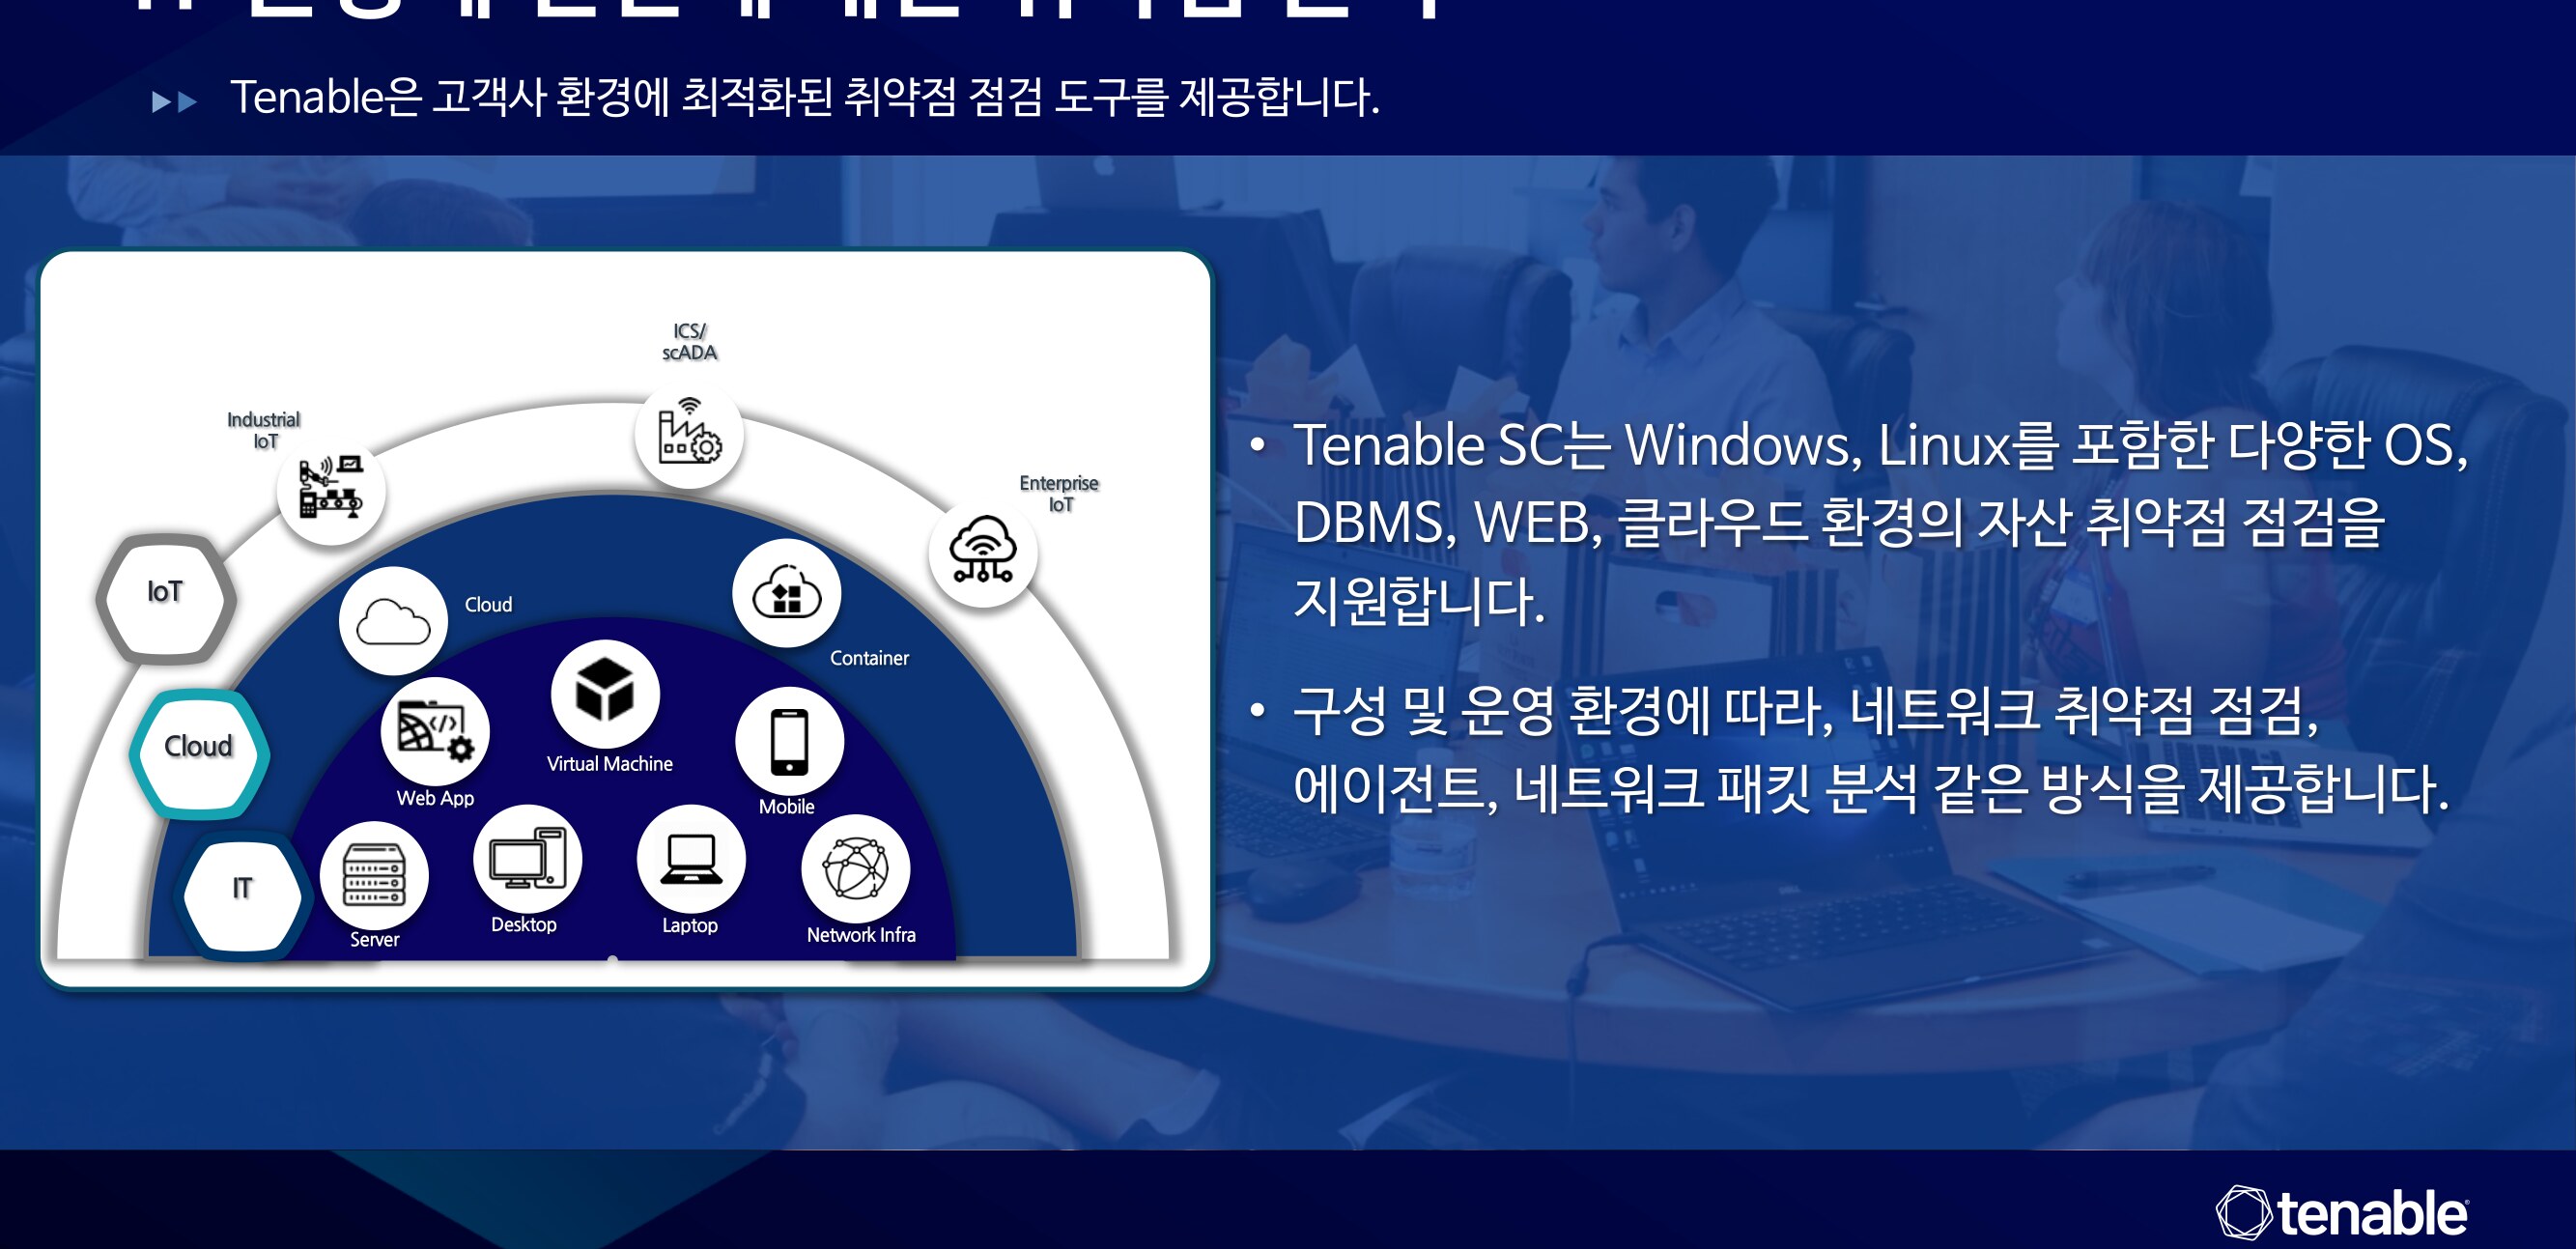 Tenable은 고객사 환경에 최적화된 취약점 점검 도구를 제공합니다.
ICS/
scADA
Industrial
IoT
Enterprise
IoT
IoT
Cloud
Container
Cloud
Virtual Machine
Web App
Mobile
IT
Server
Desktop
Laptop
Network Infra
• Tenable SC는 Windows, Linux를 포함한 다양한 OS,
DBMS, WEB, 클라우드 환경의 자산 취약점 점검을
지원합니다.
• 구성 및 운영 환경에 따라, 네트워크 취약점 점검,
에이전트, 네트워크 패킷 분석 같은 방식을 제공합니다.
tenable